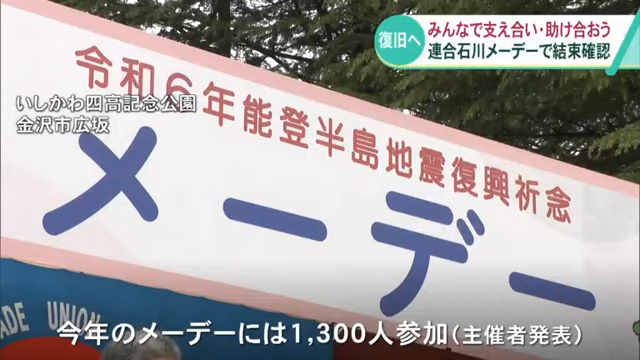 復旧へ
みんなで支え合い・助け合おう
連合石川メーデーで結束確認
いしかわ四高記念公園
金沢市広坂
令和6年能登半島地震復興祈念
メーデー
ADE UNION
今年のメーデーには1,300人参加(主催者発表)